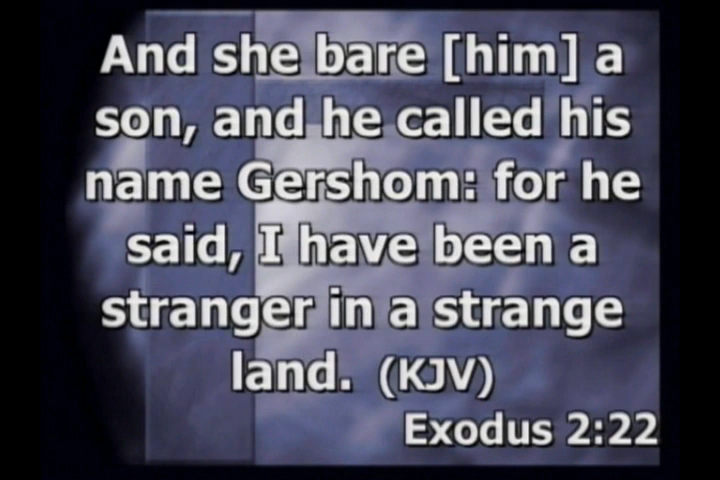 And she bare [him] a
son, and he called his
name Gershom: for he
said, I have been a
stranger in a strange
land. (KJV)
Exodus 2:22